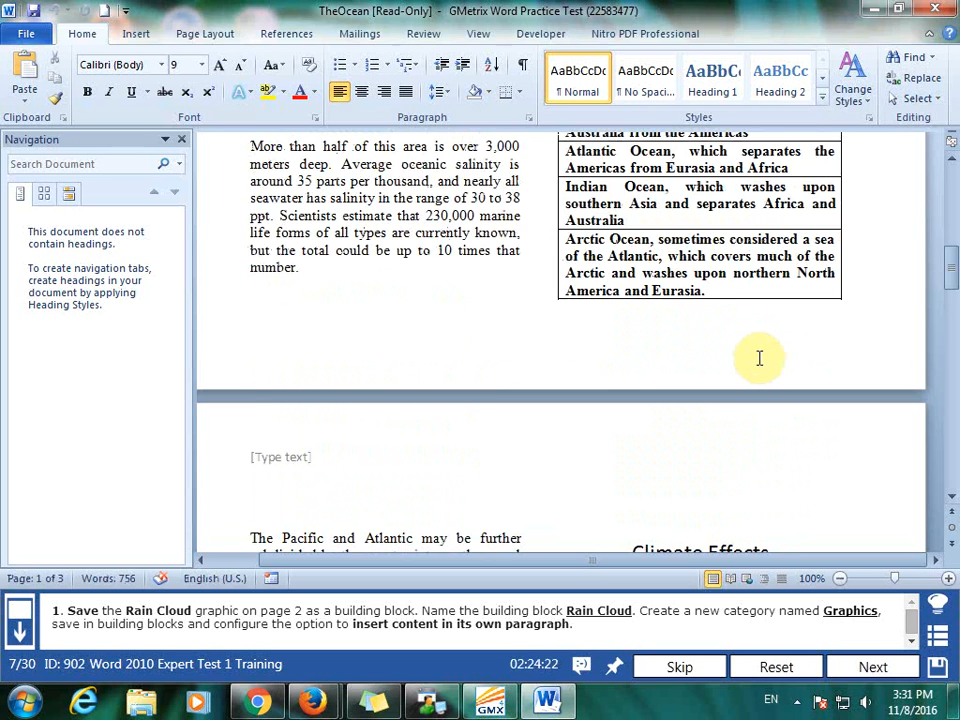 TheOcean [Read-Only] - GMetrix Word Practice Test (22583477)
File Home Insert Page Layout References Mailings Review View Developer Nitro PDF Professional
Paste
Clipboard
Calibri (Body) 9
Font
Paragraph
AaBbCcDc AaBbCcDc AaBbC AaBbCc
¶ Normal ¶ No Spaci... Heading 1 Heading 2
Change
Styles
Styles
Find
Replace
Select
Editing
Navigation
Search Document
This document does not
contain headings.
To create navigation tabs,
create headings in your
document by applying
Heading Styles.
More than half of this area is over 3,000
meters deep. Average oceanic salinity is
around 35 parts per thousand, and nearly all
seawater has salinity in the range of 30 to 38
ppt. Scientists estimate that 230,000 marine
life forms of all types are currently known,
but the total could be up to 10 times that
number.
Australia from the Americas
Atlantic Ocean, which separates the
Americas from Eurasia and Africa
Indian Ocean, which washes upon
southern Asia and separates Africa and
Australia
Arctic Ocean, sometimes considered a sea
of the Atlantic, which covers much of the
Arctic and washes upon northern North
America and Eurasia.
[Type text]
The Pacific and Atlantic may be further
Climate Effects
Page: 1 of 3 Words: 756 English (U.S.) 100%
1. Save the Rain Cloud graphic on page 2 as a building block. Name the building block Rain Cloud. Create a new category named Graphics,
save in building blocks and configure the option to insert content in its own paragraph.
7/30 ID: 902 Word 2010 Expert Test 1 Training 02:24:22 Skip Reset Next
GMX
EN
3:31 PM
11/8/2016